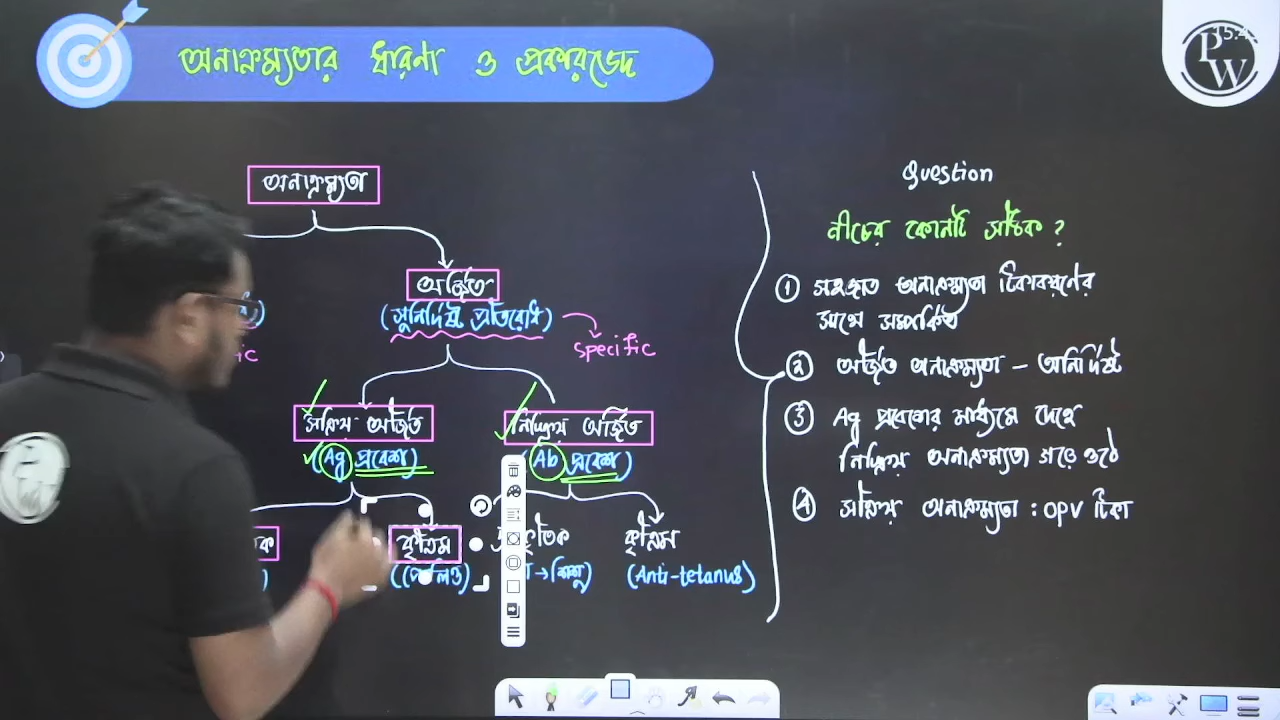 অনাক্রম্যতার ধারণা ও প্রকারভেদ
PW
অনাক্রম্যতা
অর্জিত
(সুনির্দিষ্ট প্রতিরোধ)
specific
সক্রিয় অর্জিত
(Ag প্রবেশ)
নিষ্ক্রিয় অর্জিত
(Ab প্রবেশ)
কৃত্রিম
(পোলিও)
কৃত্রিম
→ শিশু)
(Anti-tetanus)
Question
নীচের কোনটি সঠিক?
① সহজাত অনাক্রম্যতা টিকাকরণের
সাথে সম্পর্কিত
② অর্জিত অনাক্রম্যতা – অনির্দিষ্ট
③ Ag প্রবেশের মাধ্যমে দেহে
নিষ্ক্রিয় অনাক্রম্যতা গড়ে ওঠে
④ সক্রিয় অনাক্রম্যতা : OPV টিকা